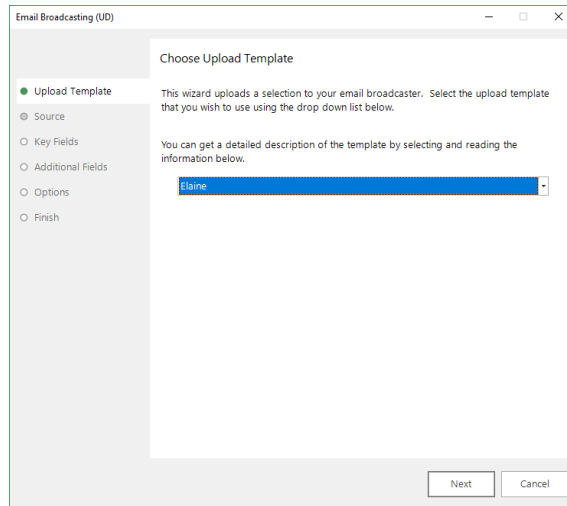 Email Broadcasting (UD)
Choose Upload Template
Upload Template
Source
Key Fields
Additional Fields
Options
Finish
This wizard uploads a selection to your email broadcaster. Select the upload template
that you wish to use using the drop down list below.
You can get a detailed description of the template by selecting and reading the
information below.
Elaine
Next
Cancel